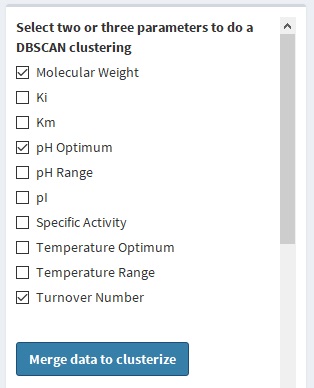 Select two or three parameters to do a
DBSCAN clustering
Molecular Weight
Ki
Km
pH Optimum
pH Range
pI
Specific Activity
Temperature Optimum
Temperature Range
Turnover Number
Merge data to clusterize